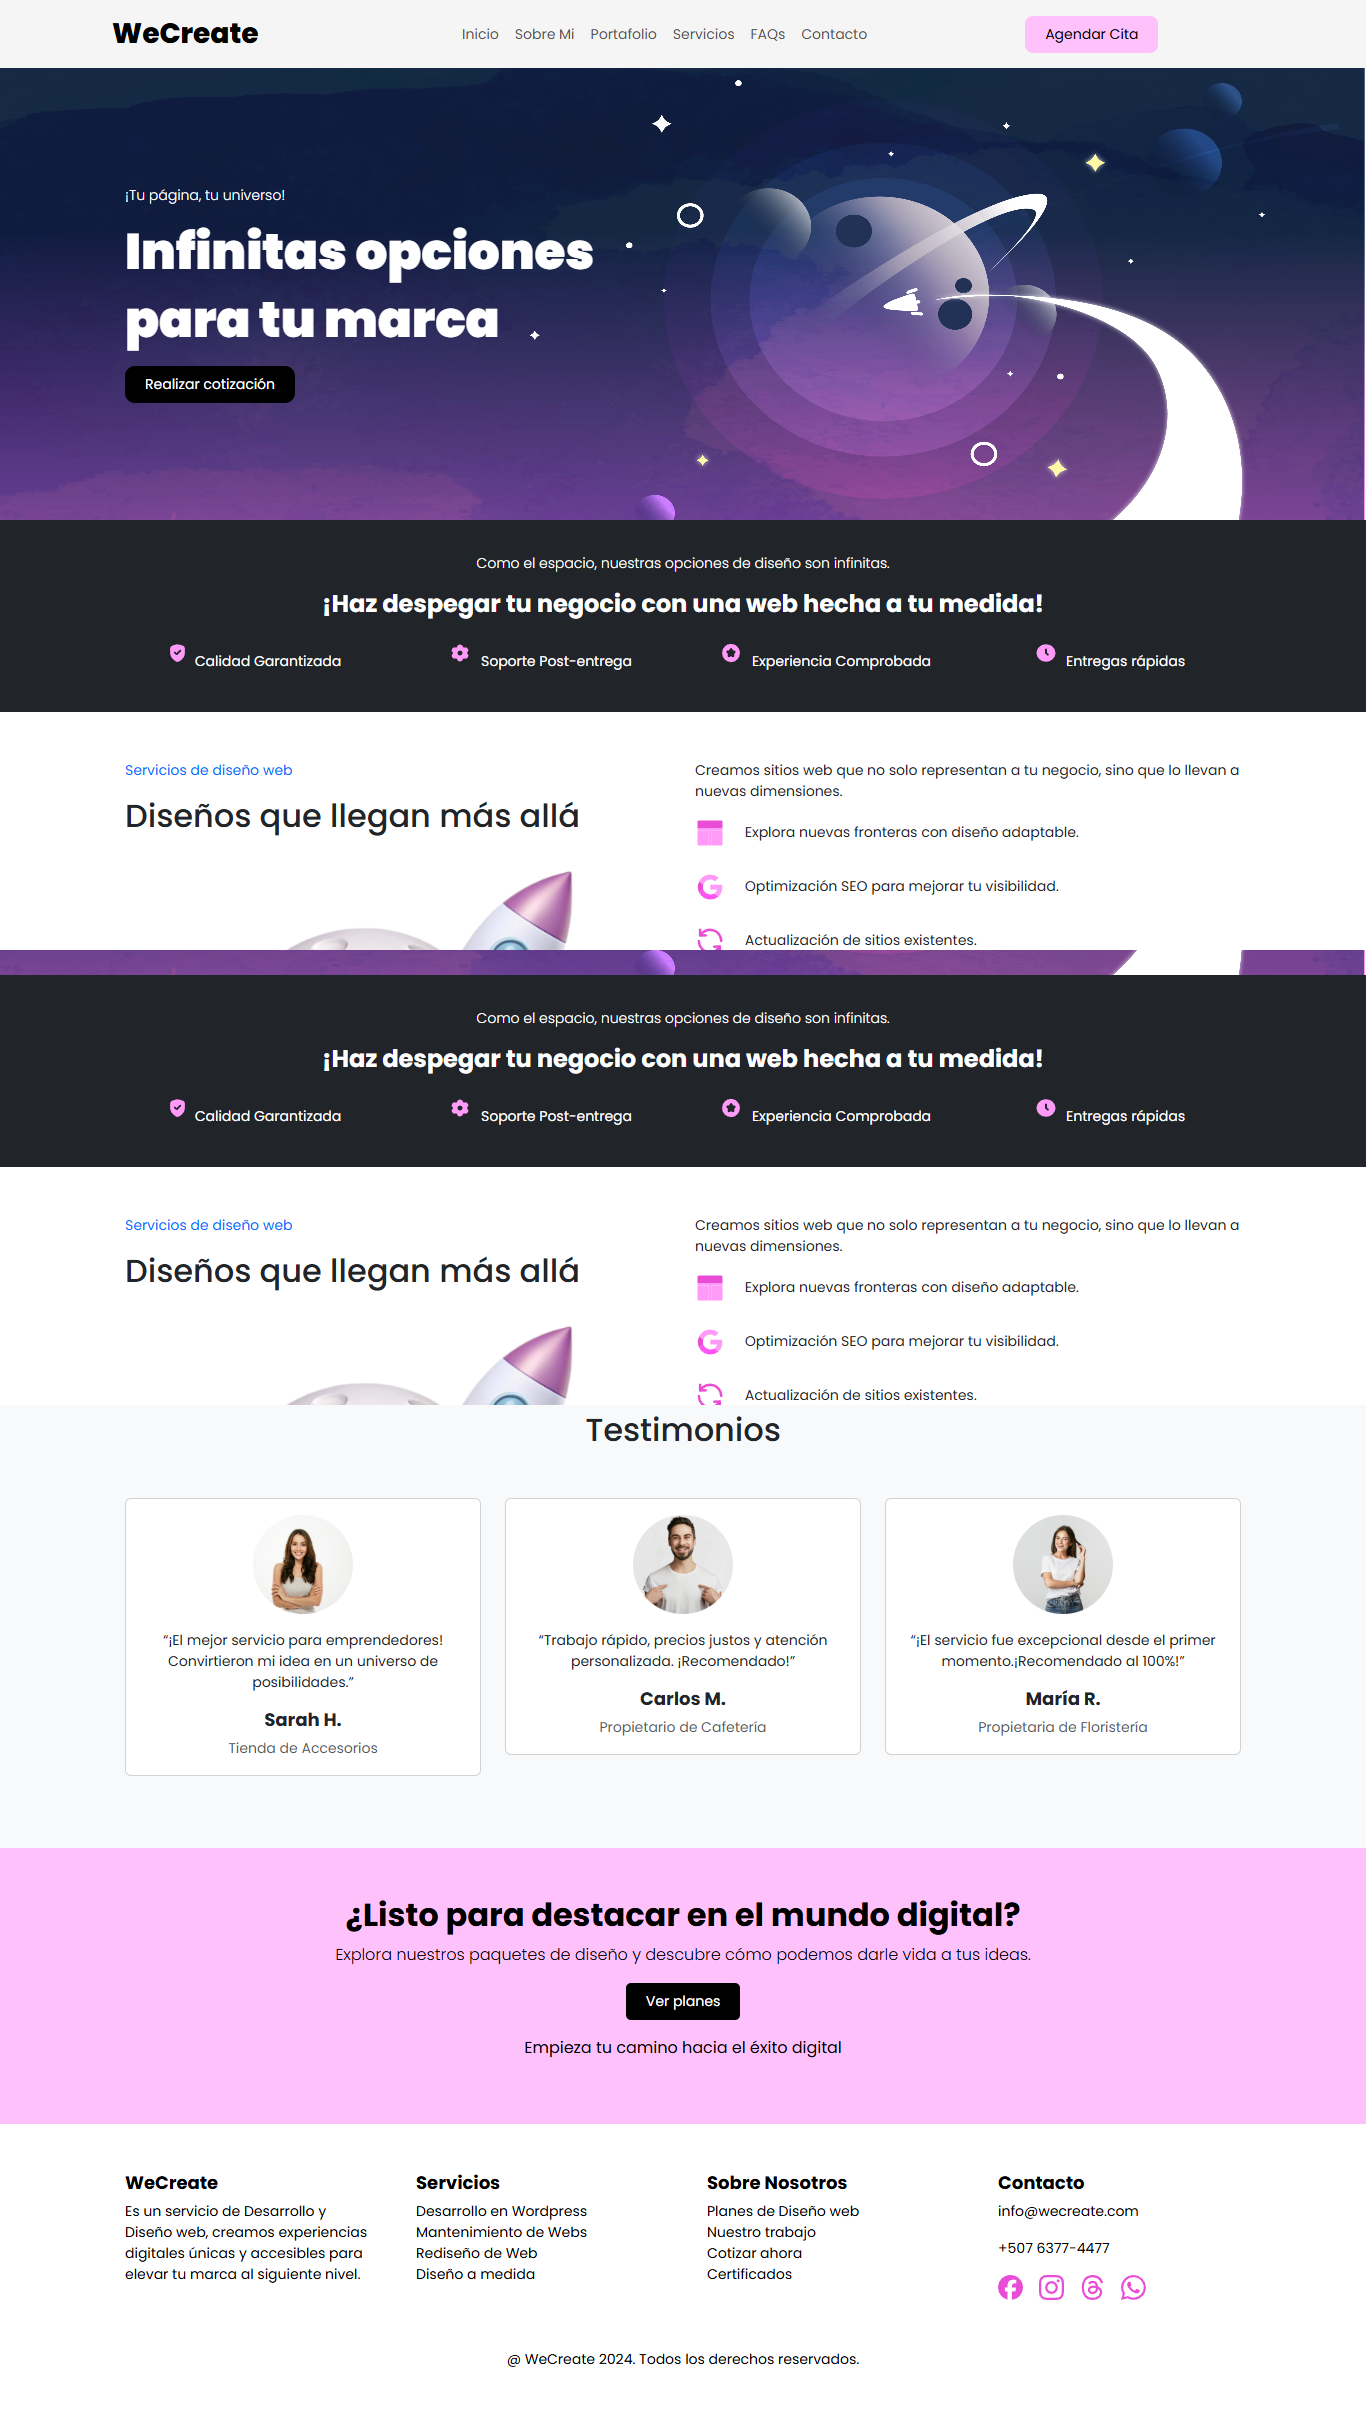 WeCreate
Inicio Sobre Mi Portafolio Servicios FAQs Contacto
Agendar Cita
¡Tu página, tu universo!
Infinitas opciones
para tu marca
Realizar cotización
Como el espacio, nuestras opciones de diseño son infinitas.
¡Haz despegar tu negocio con una web hecha a tu medida!
Calidad Garantizada
Soporte Post-entrega
Experiencia Comprobada
Entregas rápidas
Servicios de diseño web
Diseños que llegan más allá
Creamos sitios web que no solo representan a tu negocio, sino que lo llevan a
nuevas dimensiones.
Explora nuevas fronteras con diseño adaptable.
Optimización SEO para mejorar tu visibilidad.
Actualización de sitios existentes.
Como el espacio, nuestras opciones de diseño son infinitas.
¡Haz despegar tu negocio con una web hecha a tu medida!
Calidad Garantizada
Soporte Post-entrega
Experiencia Comprobada
Entregas rápidas
Servicios de diseño web
Diseños que llegan más allá
Creamos sitios web que no solo representan a tu negocio, sino que lo llevan a
nuevas dimensiones.
Explora nuevas fronteras con diseño adaptable.
Optimización SEO para mejorar tu visibilidad.
Actualización de sitios existentes.
Testimonios
“¡El mejor servicio para emprendedores!
Convirtieron mi idea en un universo de
posibilidades.”
Sarah H.
Tienda de Accesorios
“Trabajo rápido, precios justos y atención
personalizada. ¡Recomendado!”
Carlos M.
Propietario de Cafetería
“¡El servicio fue excepcional desde el primer
momento.¡Recomendado al 100%!”
María R.
Propietaria de Floristería
¿Listo para destacar en el mundo digital?
Explora nuestros paquetes de diseño y descubre cómo podemos darle vida a tus ideas.
Ver planes
Empieza tu camino hacia el éxito digital
WeCreate
Es un servicio de Desarrollo y
Diseño web, creamos experiencias
digitales únicas y accesibles para
elevar tu marca al siguiente nivel.
Servicios
Desarrollo en Wordpress
Mantenimiento de Webs
Rediseño de Web
Diseño a medida
Sobre Nosotros
Planes de Diseño web
Nuestro trabajo
Cotizar ahora
Certificados
Contacto
info@wecreate.com
+507 6377-4477
@ WeCreate 2024. Todos los derechos reservados.